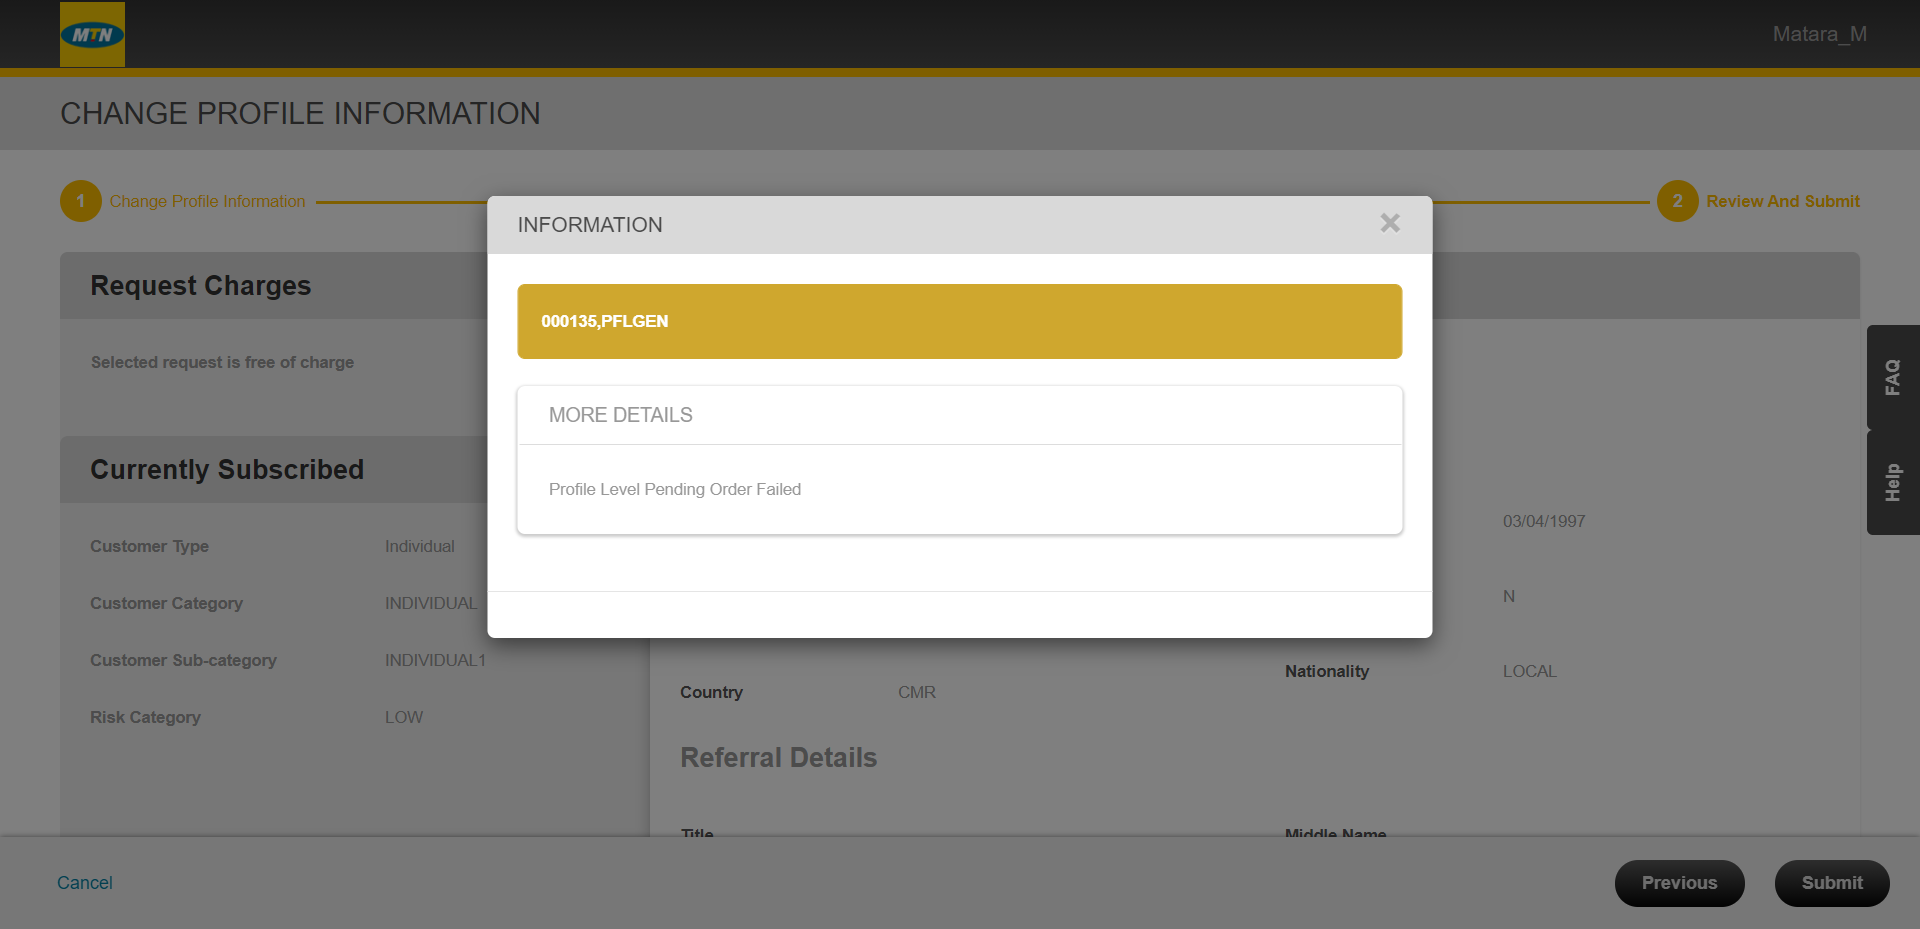 MTN
Matara_M
CHANGE PROFILE INFORMATION
1 Change Profile Information
2 Review And Submit
INFORMATION
×
000135,PFLGEN
MORE DETAILS
Profile Level Pending Order Failed
Request Charges
Selected request is free of charge
Currently Subscribed
Customer Type Individual
Customer Category INDIVIDUAL
Customer Sub-category INDIVIDUAL1
Risk Category LOW
03/04/1997
N
Nationality LOCAL
Country CMR
Referral Details
Title
Middle Name
FAQ
Help
Cancel
Previous
Submit